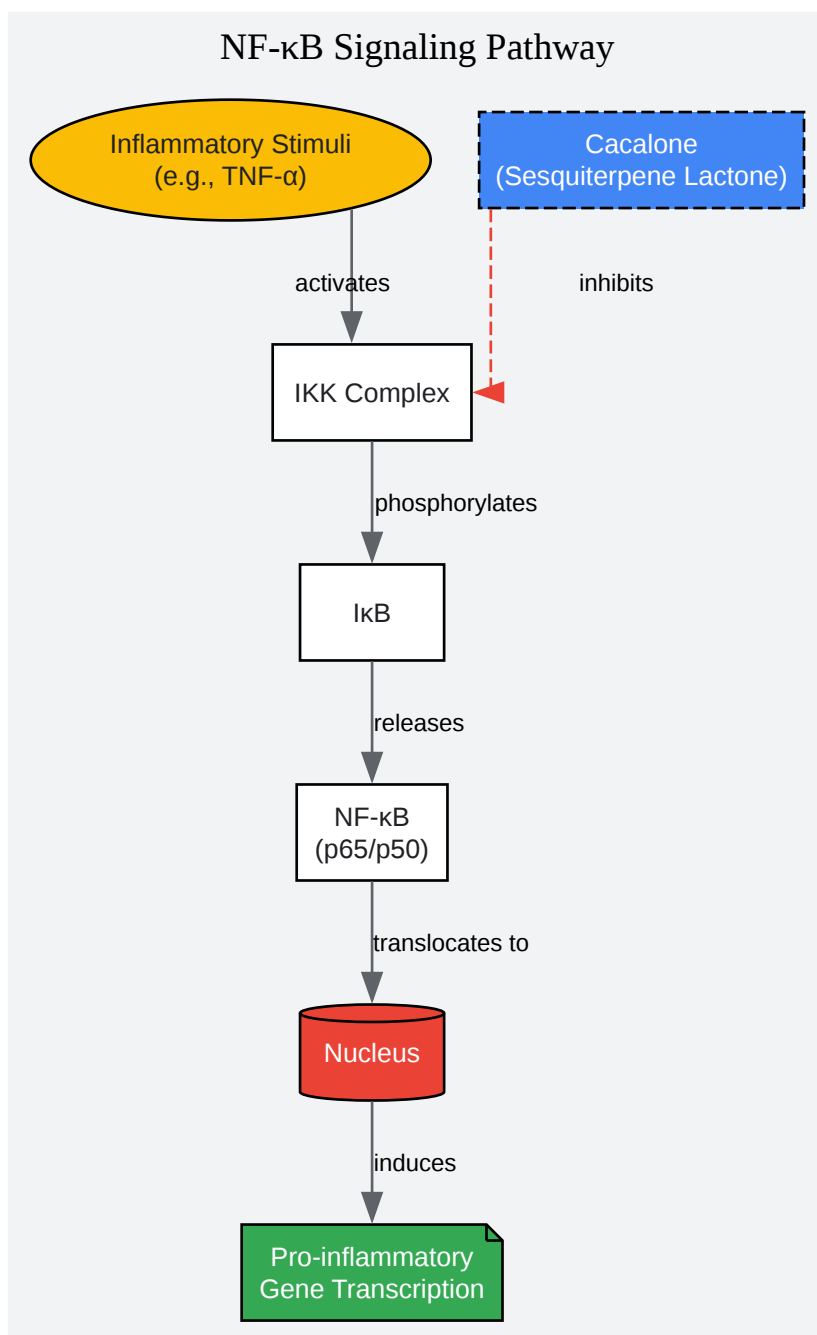 NF-κB Signaling Pathway
Inflammatory Stimuli
(e.g., TNF-α)
Cacalone
(Sesquiterpene Lactone)
activates
inhibits
IKK Complex
phosphorylates
IκB
releases
NF-κB
(p65/p50)
translocates to
Nucleus
induces
Pro-inflammatory
Gene Transcription